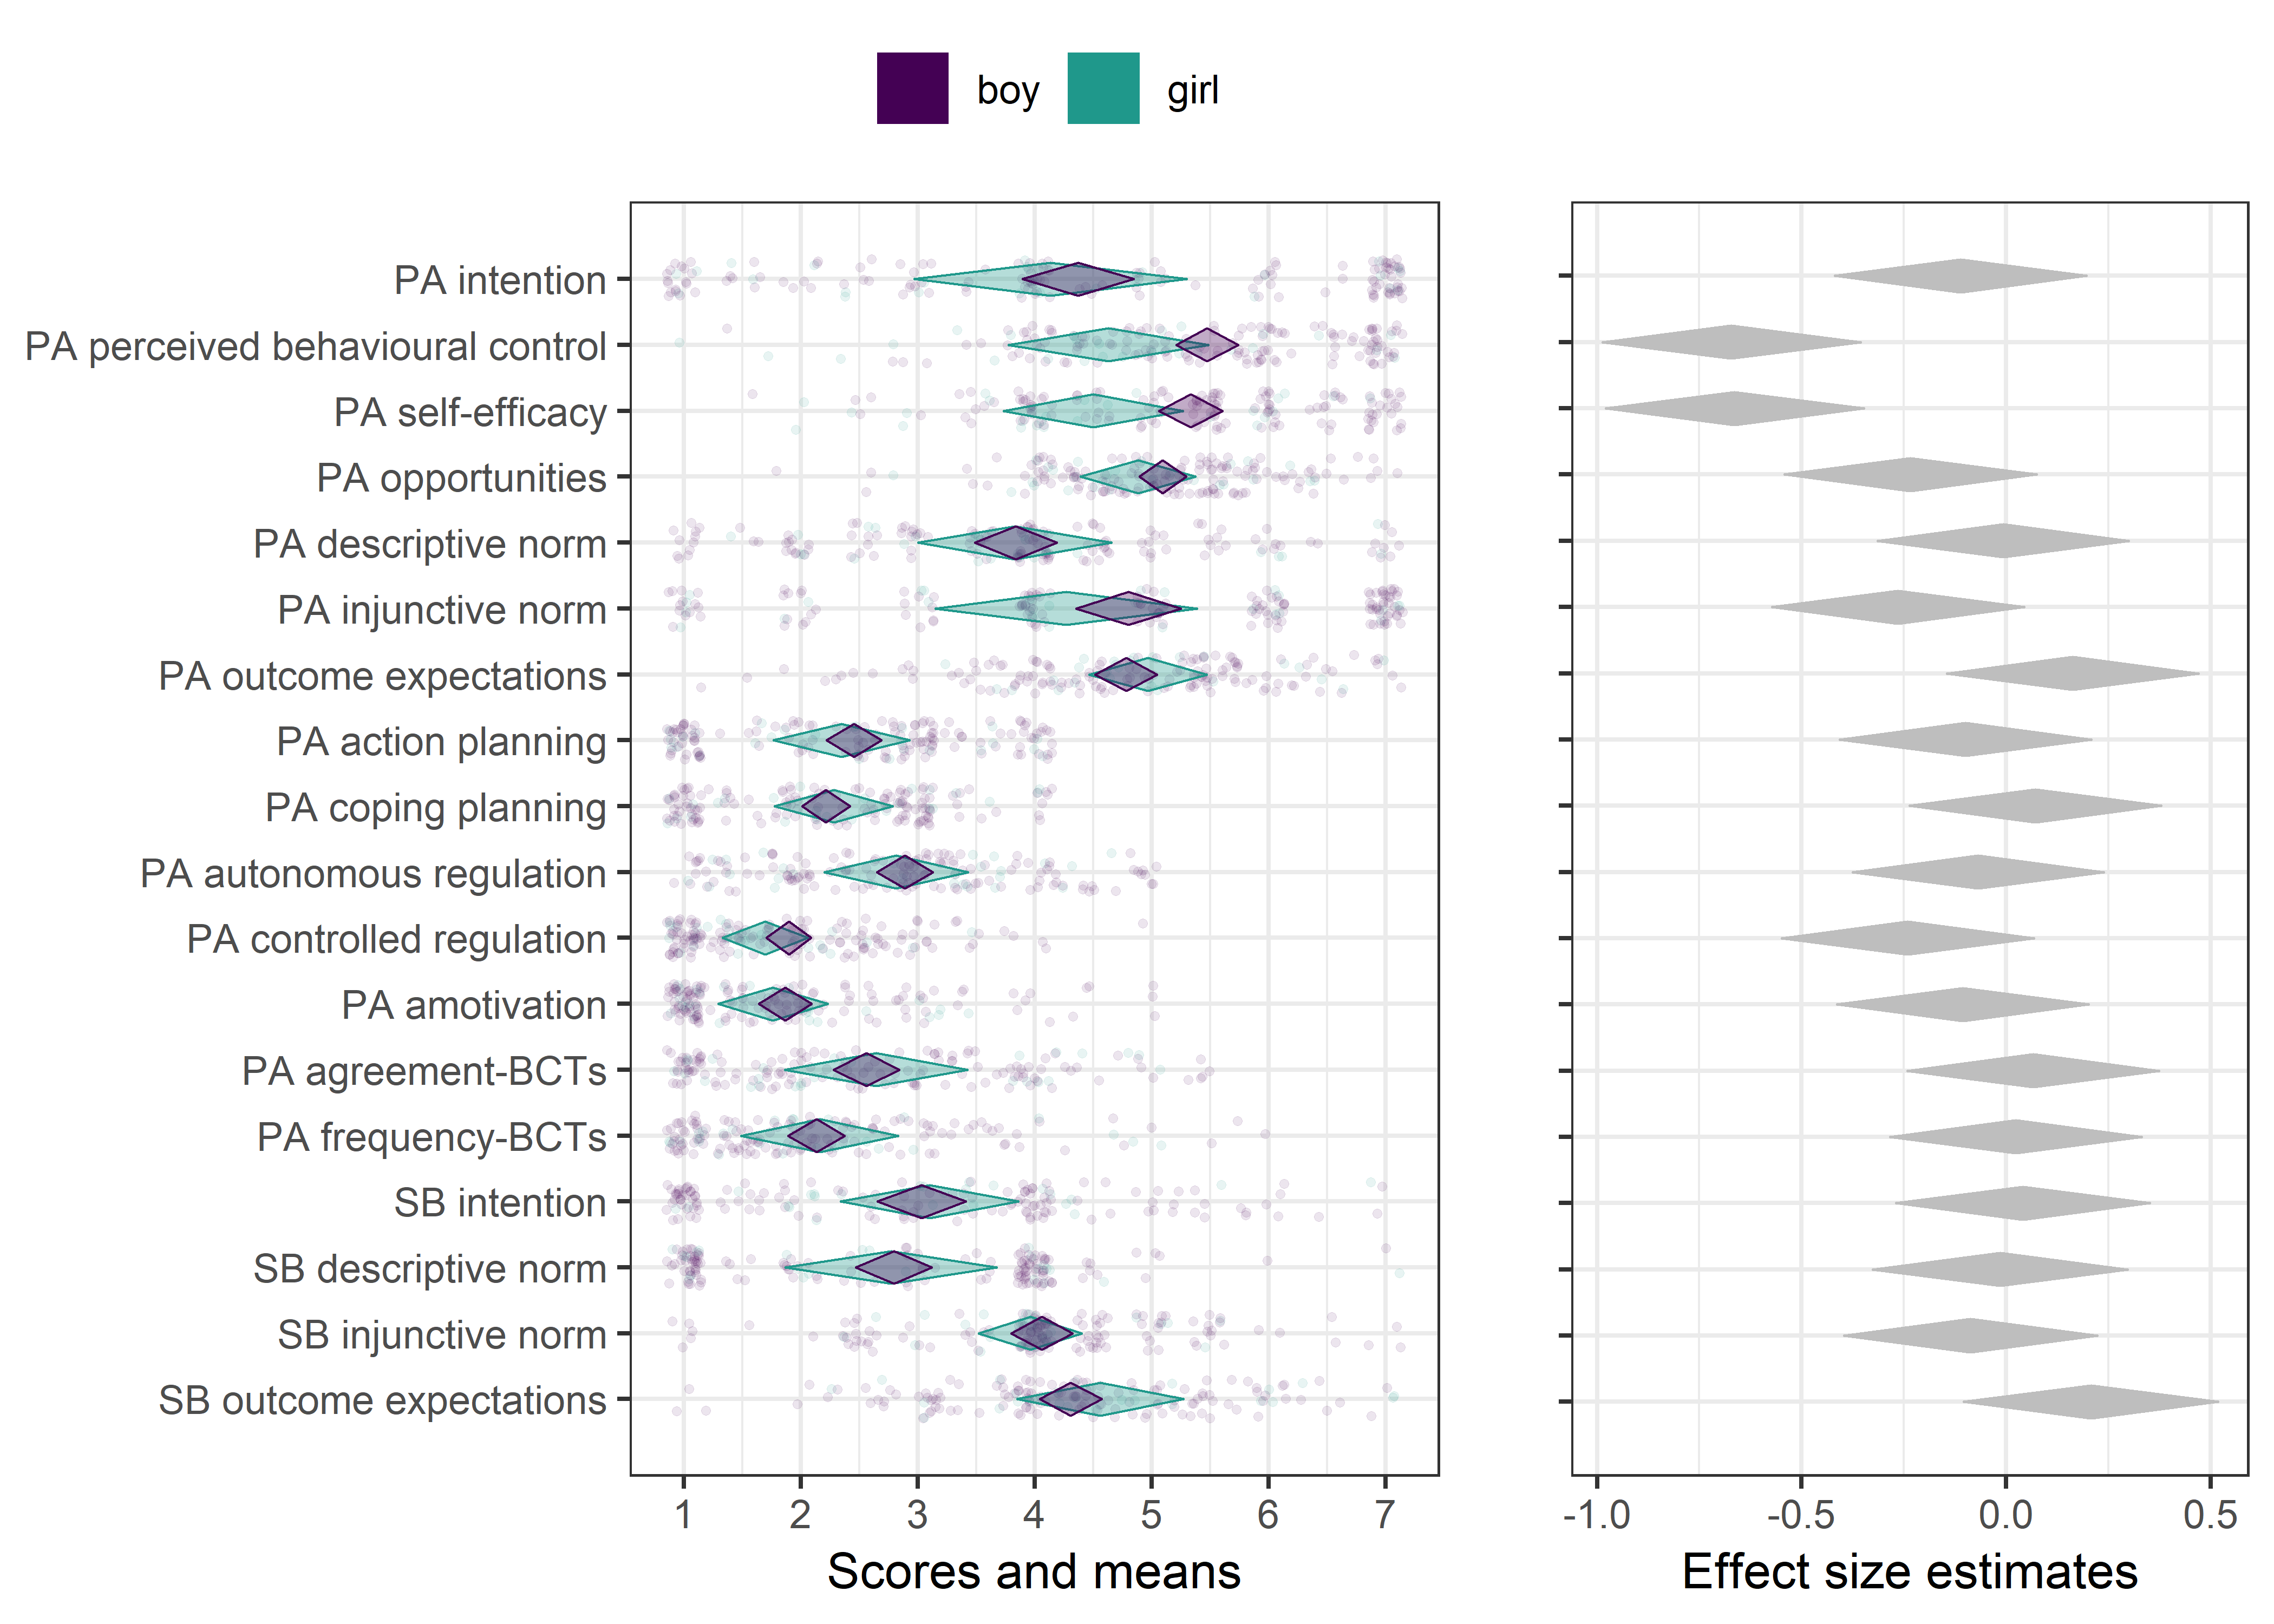 boy girl
PA intention
PA perceived behavioural control
PA self-efficacy
PA opportunities
PA descriptive norm
PA injunctive norm
PA outcome expectations
PA action planning
PA coping planning
PA autonomous regulation
PA controlled regulation
PA amotivation
PA agreement-BCTs
PA frequency-BCTs
SB intention
SB descriptive norm
SB injunctive norm
SB outcome expectations
1 2 3 4 5 6 7
Scores and means
-1.0 -0.5 0.0 0.5
Effect size estimates